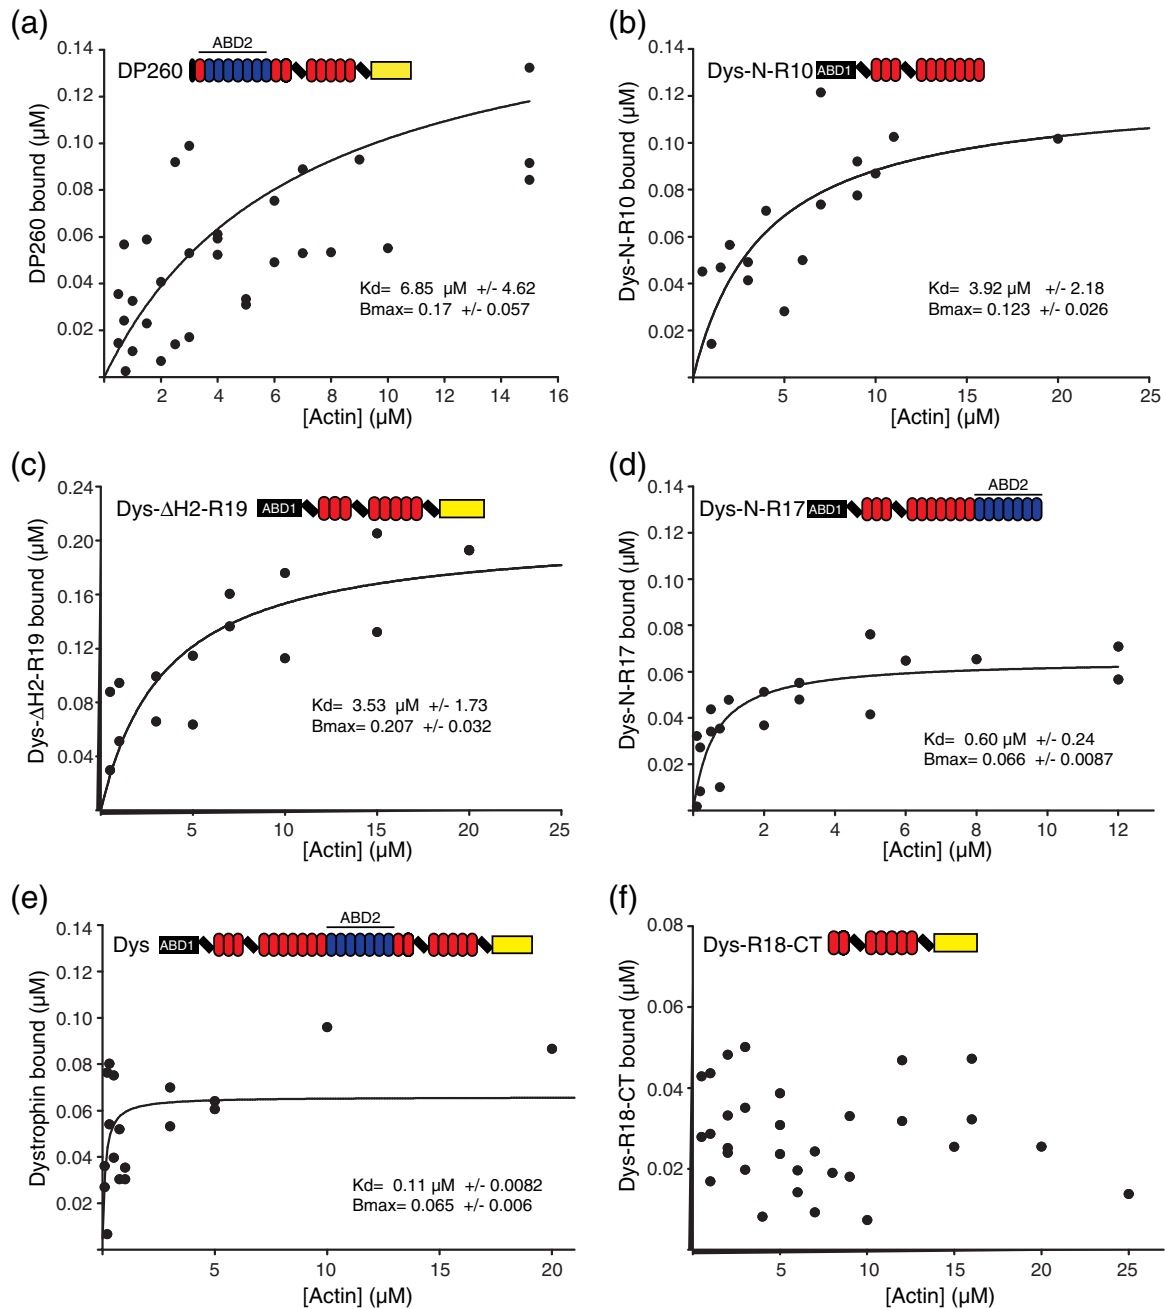 (a)
ABD2
DP260
0.14
0.12
0.10
0.08
0.06
0.04
0.02
DP260 bound (µM)
Kd= 6.85 µM +/- 4.62
Bmax= 0.17 +/- 0.057
2 4 6 8 10 12 14 16
[Actin] (µM)
(b)
Dys-N-R10 ABD1
0.14
0.12
0.10
0.08
0.06
0.04
0.02
Dys-N-R10 bound (µM)
Kd= 3.92 µM +/- 2.18
Bmax= 0.123 +/- 0.026
5 10 15 20 25
[Actin] (µM)
(c)
Dys-ΔH2-R19 ABD1
0.24
0.20
0.16
0.12
0.08
0.04
Dys-ΔH2-R19 bound (µM)
Kd= 3.53 µM +/- 1.73
Bmax= 0.207 +/- 0.032
5 10 15 20 25
[Actin] (µM)
(d)
ABD2
Dys-N-R17 ABD1
0.14
0.12
0.10
0.08
0.06
0.04
0.02
Dys-N-R17 bound (µM)
Kd= 0.60 µM +/- 0.24
Bmax= 0.066 +/- 0.0087
2 4 6 8 10 12
[Actin] (µM)
(e)
ABD2
Dys ABD1
0.14
0.12
0.10
0.08
0.06
0.04
0.02
Dystrophin bound (µM)
Kd= 0.11 µM +/- 0.0082
Bmax= 0.065 +/- 0.006
5 10 15 20
[Actin] (µM)
(f)
Dys-R18-CT
0.08
0.06
0.04
0.02
Dys-R18-CT bound (µM)
5 10 15 20 25
[Actin] (µM)